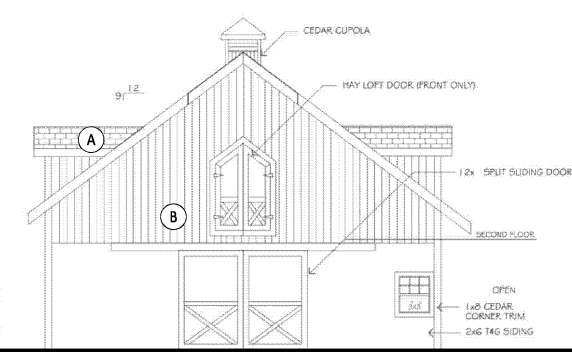 CEDAR CUPOLA
12
9
HAY LOFT DOOR (FRONT ONLY)
A
12x SPLIT SLIDING DOOR
B
SECOND FLOOR
OPEN
3x3
1x8 CEDAR
CORNER TRIM
2x6 T&G SIDING